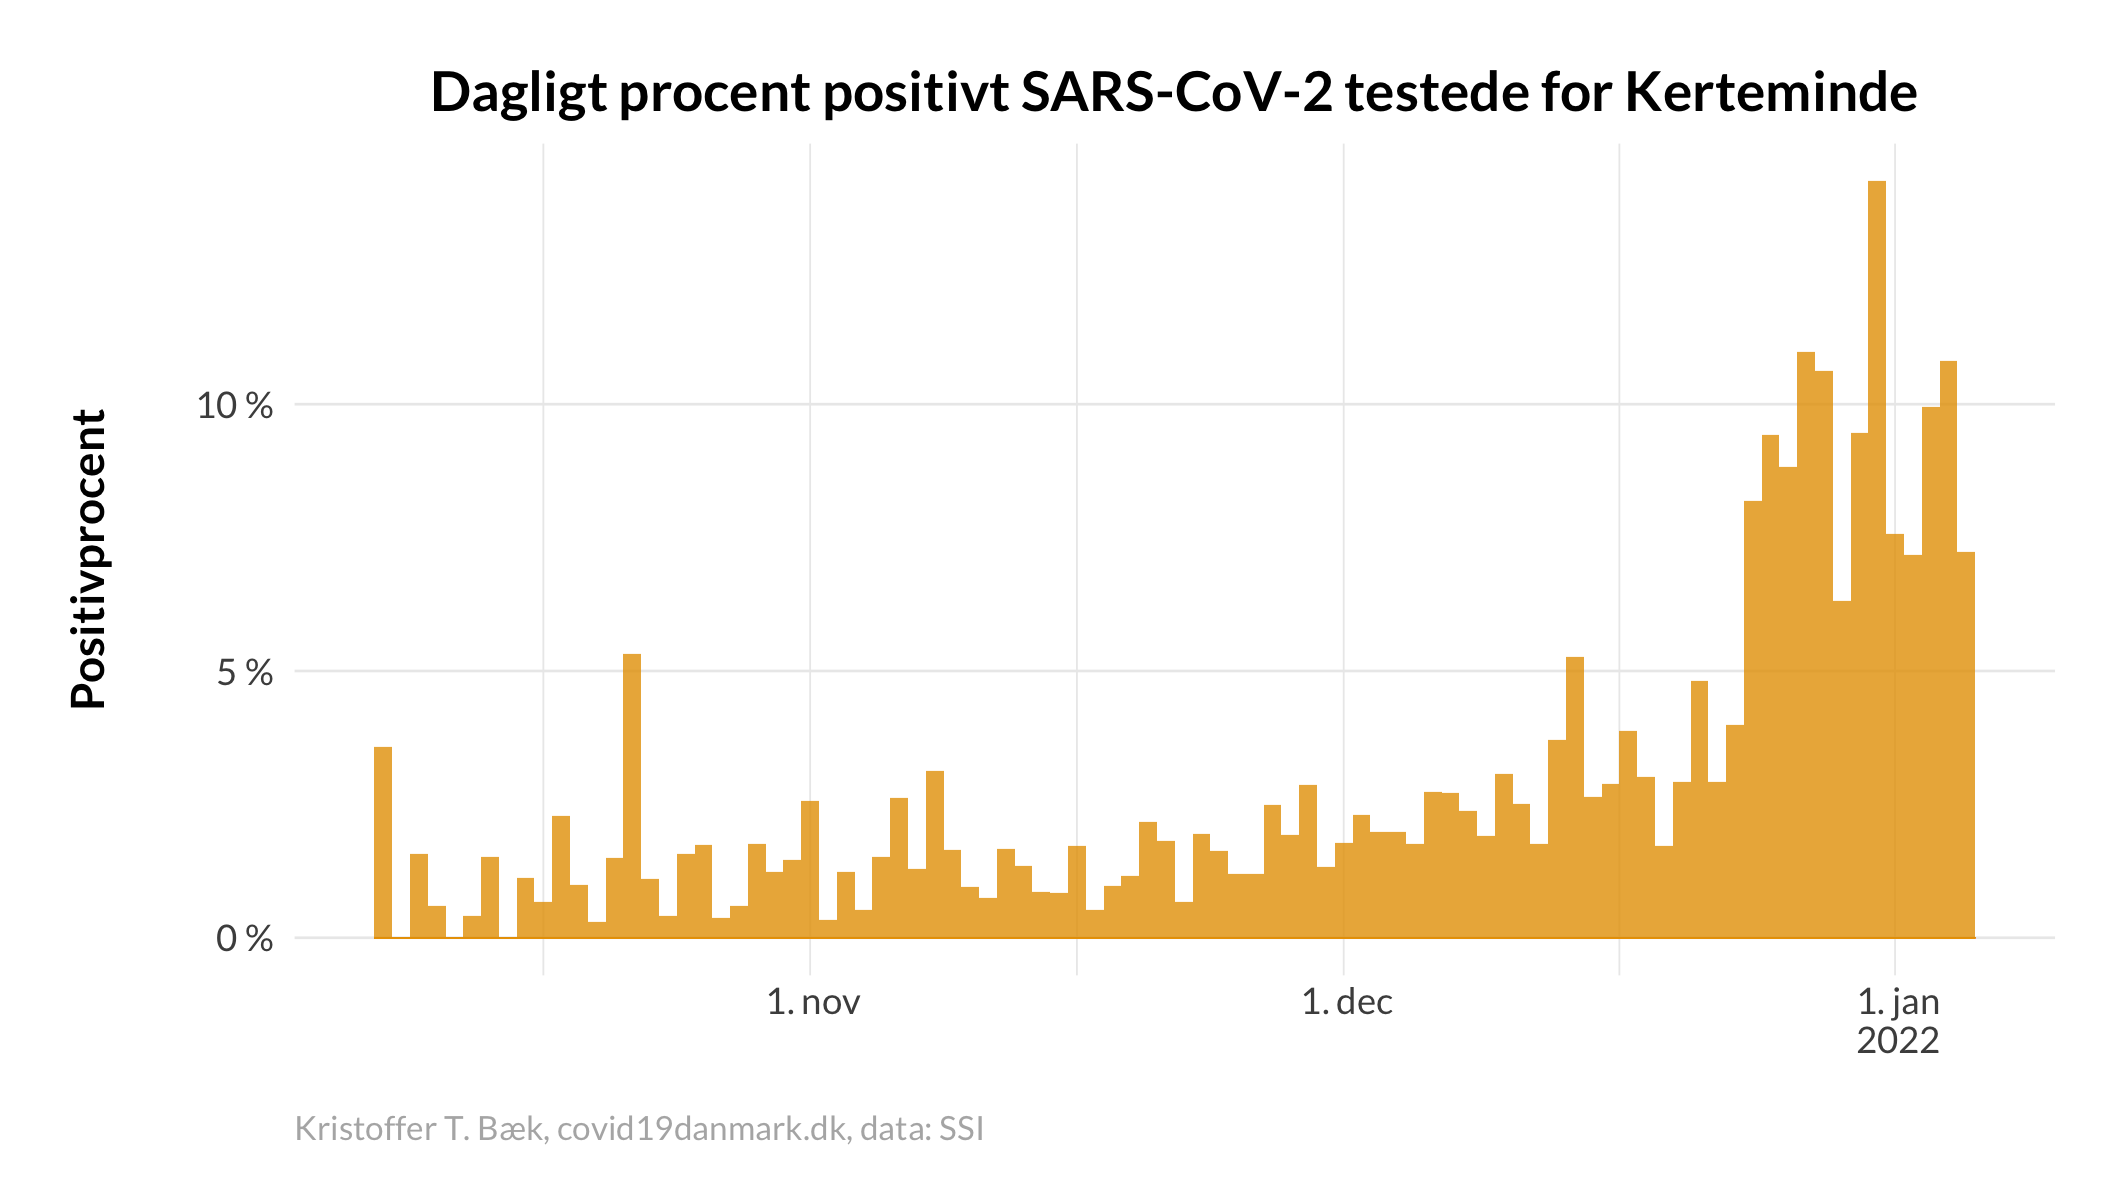 Dagligt procent positivt SARS-CoV-2 testede for Kerteminde
Positivprocent
10 %
5 %
0 %
1. nov
1. dec
1. jan
2022
Kristoffer T. Bæk, covid19danmark.dk, data: SSI